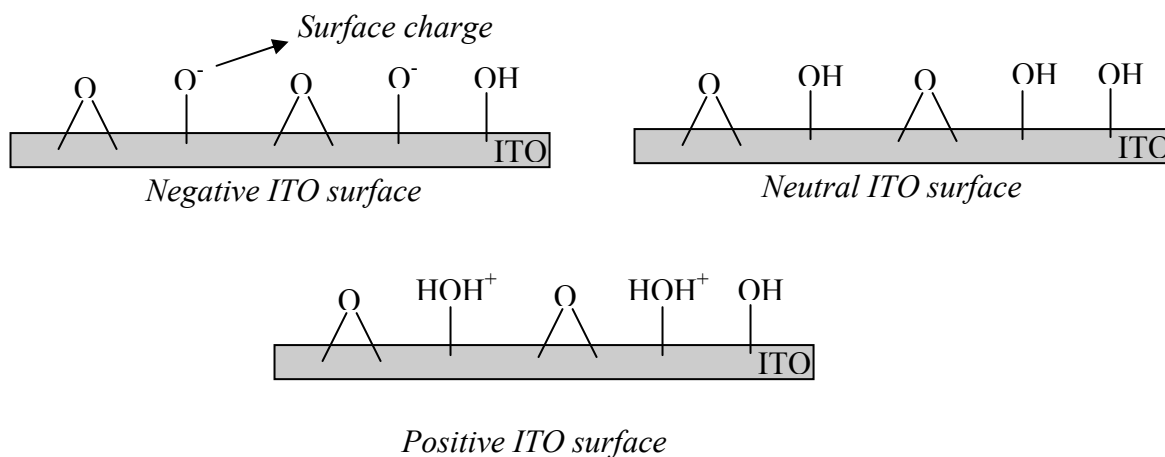 Surface charge
O O⁻ O O⁻ OH
ITO
Negative ITO surface
O OH O OH OH
ITO
Neutral ITO surface
O HOH⁺ O HOH⁺ OH
ITO
Positive ITO surface